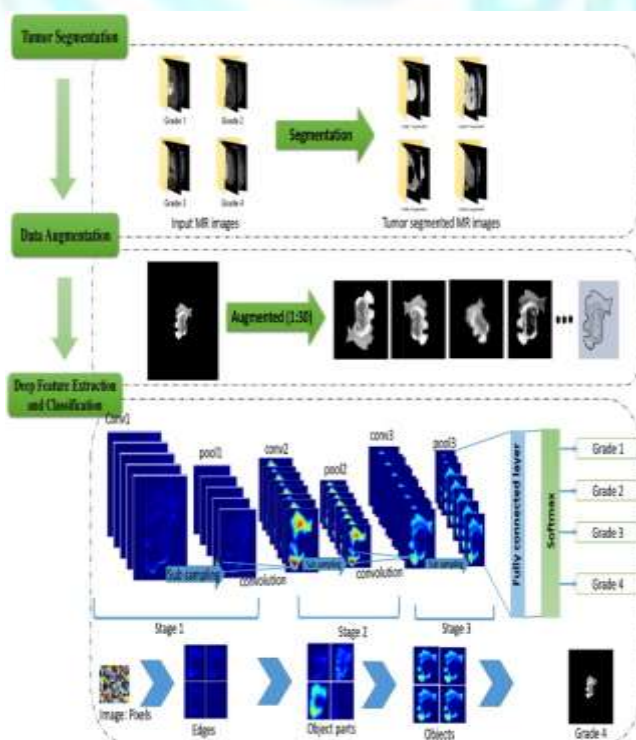 Tumor Segmentation
Grade 1
Grade 2
Segmentation
Grade 3
Grade 4
Input MR images
Tumor segmented MR images
Data Augmentation
Augmented (1:30)
Deep Feature Extraction
and Classification
Conv1
pool1
conv2
pool2
conv3
pool3
Sub sampling
convolution
Sub sampling
convolution
Sub sampling
Fully connected layer
Softmax
Grade 1
Grade 2
Grade 3
Grade 4
Stage 1
Stage 2
Stage 3
Image: Pixels
Edges
Object parts
Objects
Grade 4